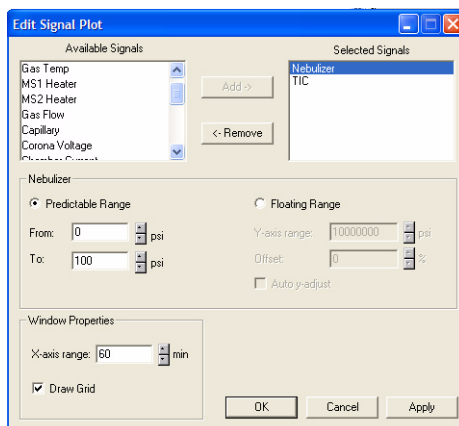 Edit Signal Plot
Available Signals
Selected Signals
Gas Temp
MS1 Heater
MS2 Heater
Gas Flow
Capillary
Corona Voltage
Chamber Current
Add ->
<- Remove
Nebulizer
TIC
Nebulizer
Predictable Range
Floating Range
From: 0 psi
Y-axis range: 10000000 psi
To: 100 psi
Offset: 0 %
Auto y-adjust
Window Properties
X-axis range: 60 min
Draw Grid
OK Cancel Apply